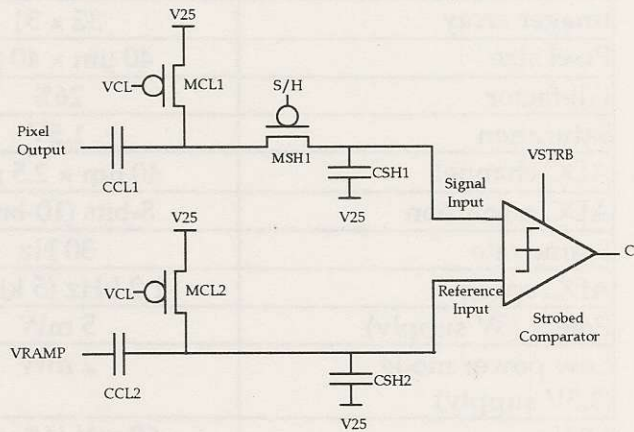 V25
VCL
MCL1
S/H
Pixel
Output
CCL1
MSH1
CSH1
V25
Signal
Input
VSTRB
V25
VCL
MCL2
Reference
Input
C
Strobed
Comparator
VRAMP
CCL2
CSH2
V25